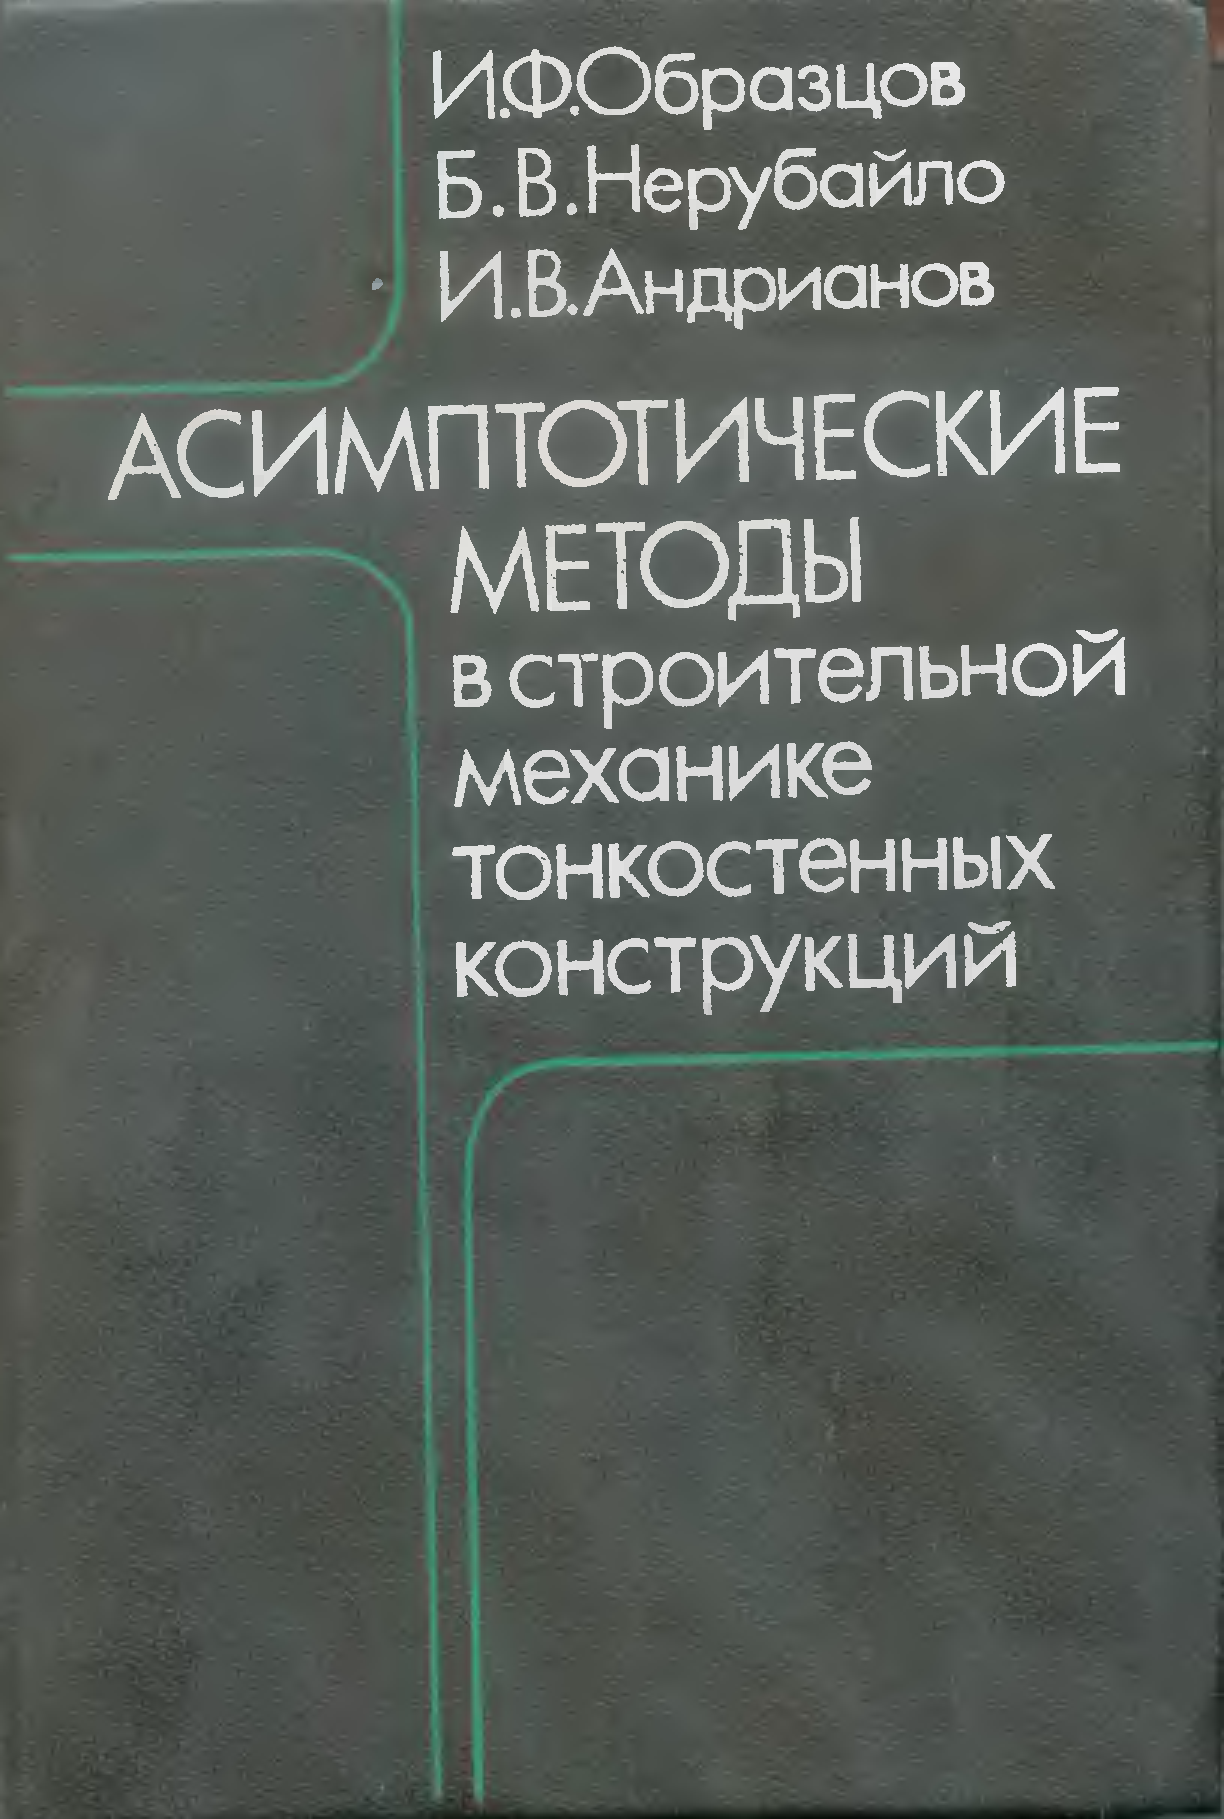 И.Ф.Образцов
Б.В.Нерубайло
И.В.Андрианов
АСИМПТОТИЧЕСКИЕ
МЕТОДЫ
в строительной
механике
тонкостенных
конструкций